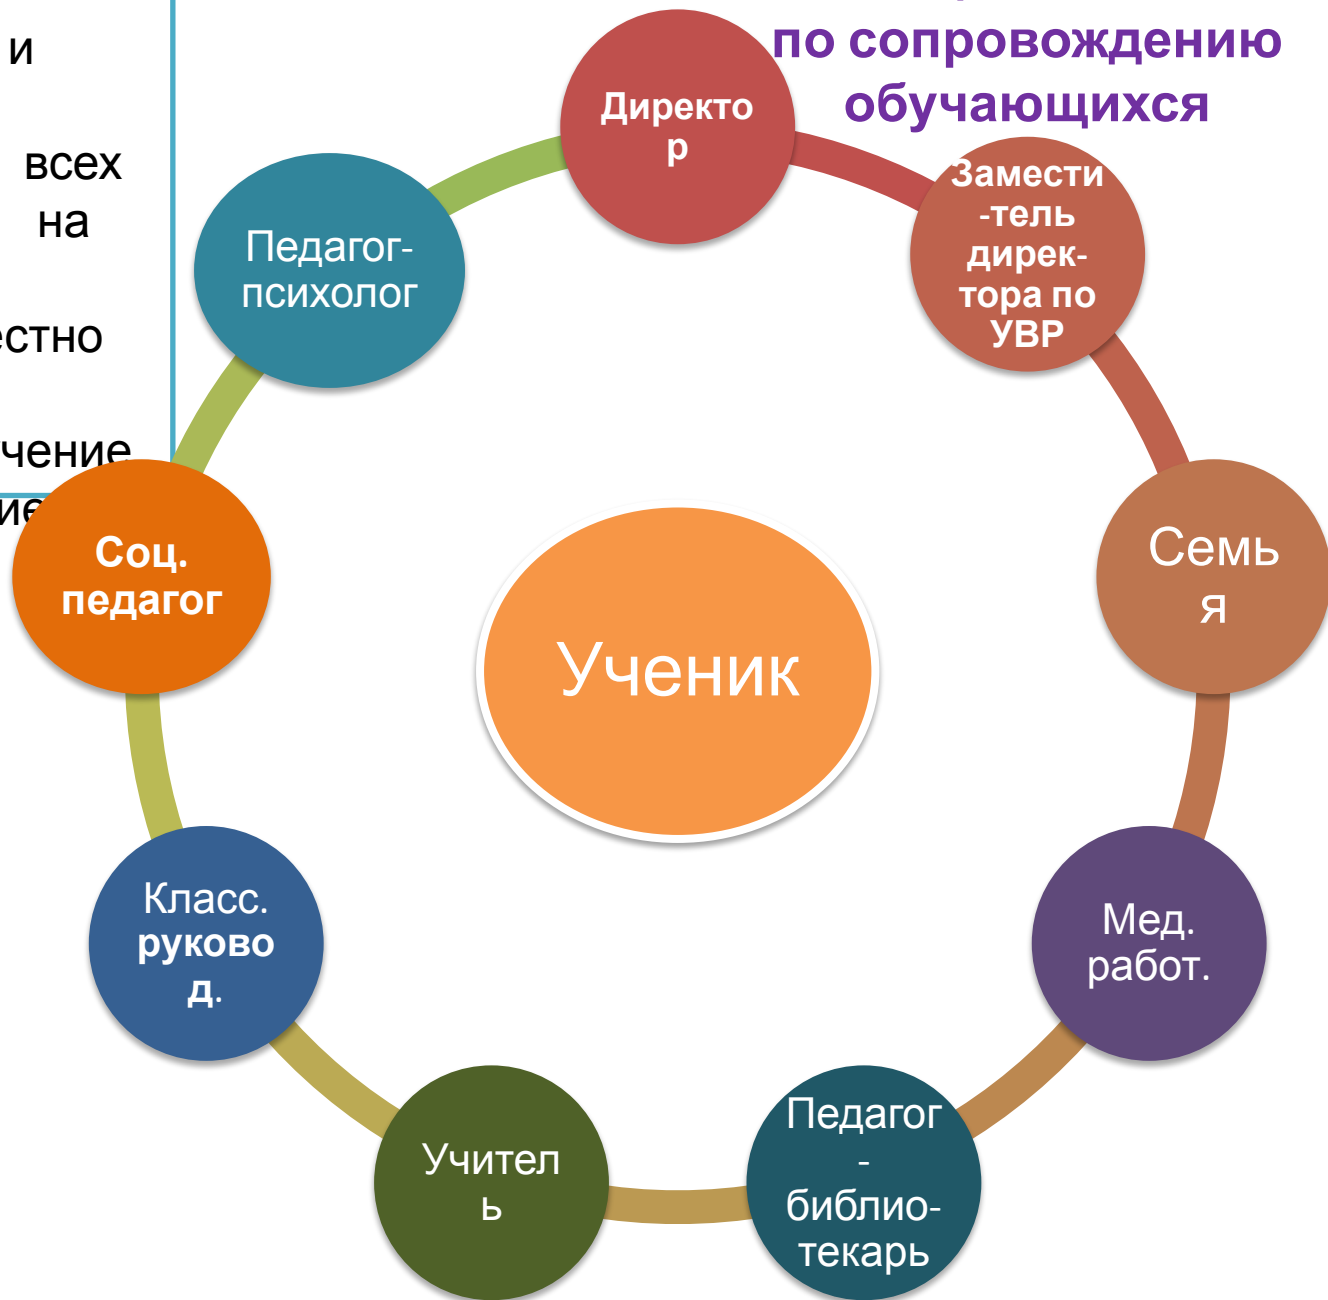 и
всех
на
естно
чение
ие
по сопровождению
обучающихся
Директо
р
Замести
-тель
дирек-
тора по
УВР
Семь
я
Мед.
работ.
Педагог
-
библио-
текарь
Учител
ь
Класс.
руково
д.
Соц.
педагог
Педагог-
психолог
Ученик